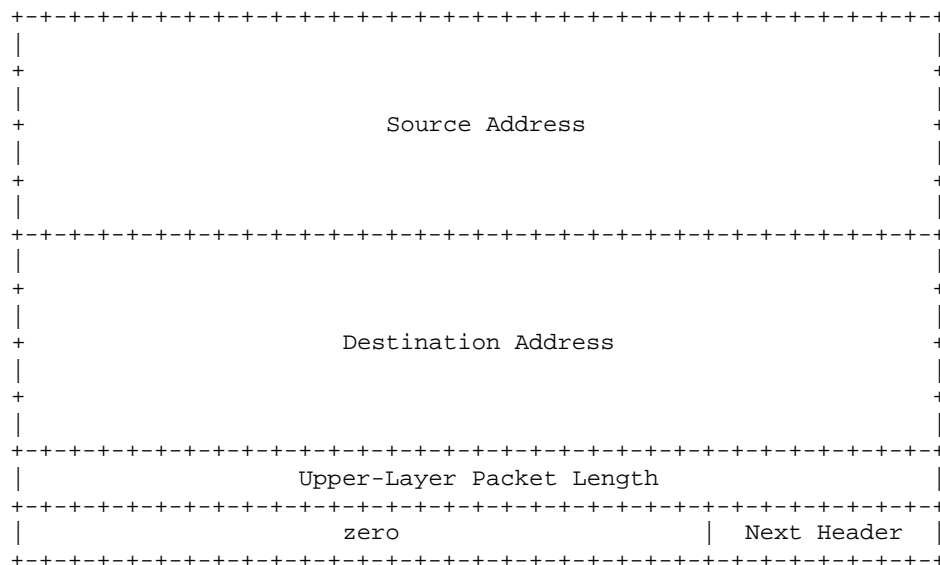 Source Address
Destination Address
Upper-Layer Packet Length
zero | Next Header